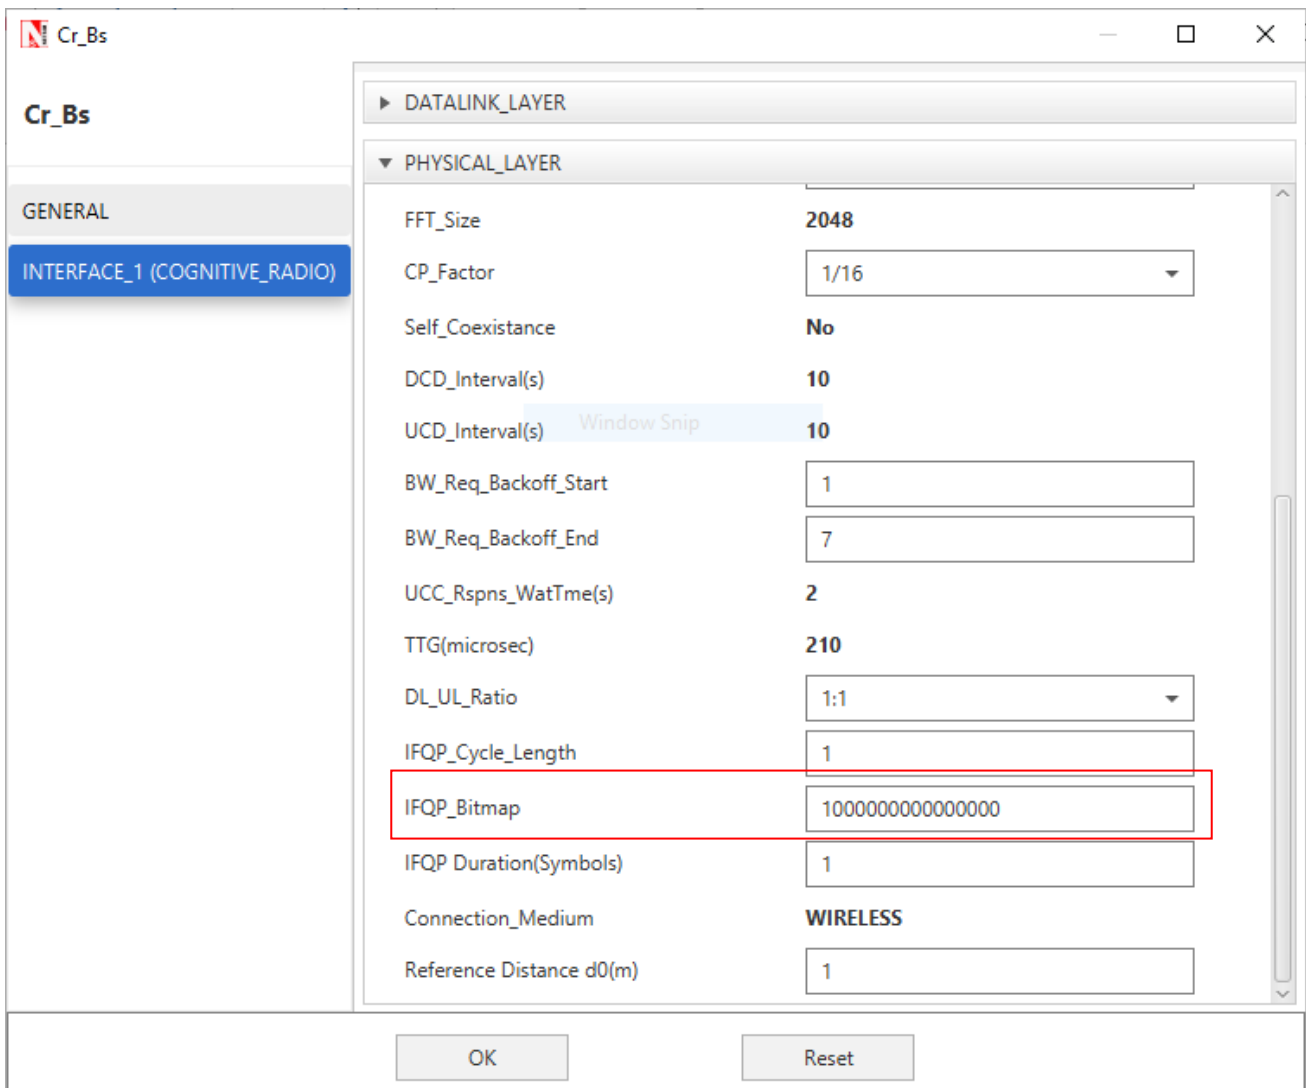 Cr_Bs
Cr_Bs
GENERAL
INTERFACE_1 (COGNITIVE_RADIO)
DATALINK_LAYER
PHYSICAL_LAYER
FFT_Size 2048
CP_Factor 1/16
Self_Coexistance No
DCD_Interval(s) 10
Window Snip
UCD_Interval(s) 10
BW_Req_Backoff_Start 1
BW_Req_Backoff_End 7
UCC_Rspns_WatTme(s) 2
TTG(microsec) 210
DL_UL_Ratio 1:1
IFQP_Cycle_Length 1
IFQP_Bitmap 1000000000000000
IFQP Duration(Symbols) 1
Connection_Medium WIRELESS
Reference Distance d0(m) 1
OK Reset